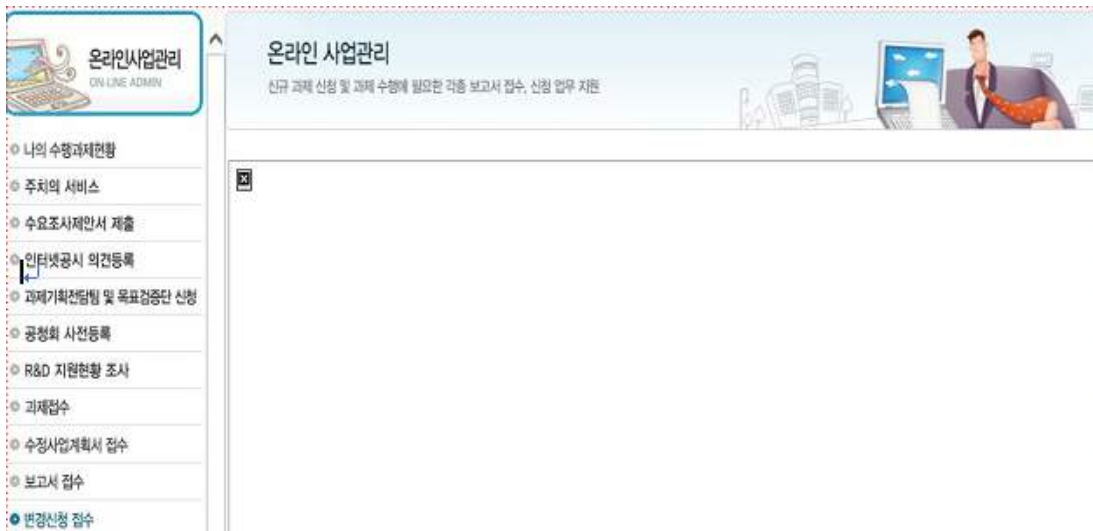 온라인사업관리
ON-LINE ADMIN
나의 수행과제현황
주치의 서비스
수요조사제안서 제출
인터넷공시 의견등록
과제기획전담팀 및 목표검증단 신청
공청회 사전등록
R&D 지원현황 조사
과제접수
수정사업계획서 접수
보고서 접수
변경신청 접수
온라인 사업관리
신규 과제 신청 및 과제 수행에 필요한 각종 보고서 접수, 신청 업무 지원